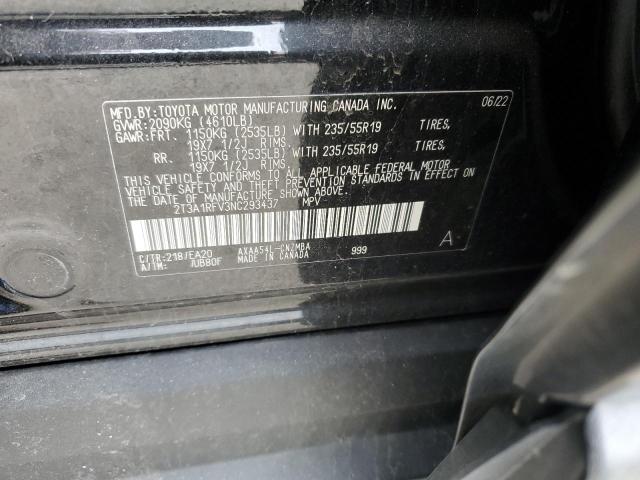 MFD.BY:TOYOTA MOTOR MANUFACTURING CANADA INC. 06/22
GVWR:2090KG (4610LB)
GAWR:FRT. 1150KG (2535LB) WITH 235/55R19 TIRES,
19X7 1/2J RIMS.
RR. 1150KG (2535LB) WITH 235/55R19 TIRES,
19X7 1/2J RIMS.
THIS VEHICLE CONFORMS TO ALL APPLICABLE FEDERAL MOTOR
VEHICLE SAFETY AND THEFT PREVENTION STANDARDS IN EFFECT ON
THE DATE OF MANUFACTURE SHOWN ABOVE.
2T3A1RFV3NC293437 MPV
C/TR:218/EA20 AXAA54L-CNZMBA 999 A
A/TM: /UB80F MADE IN CANADA